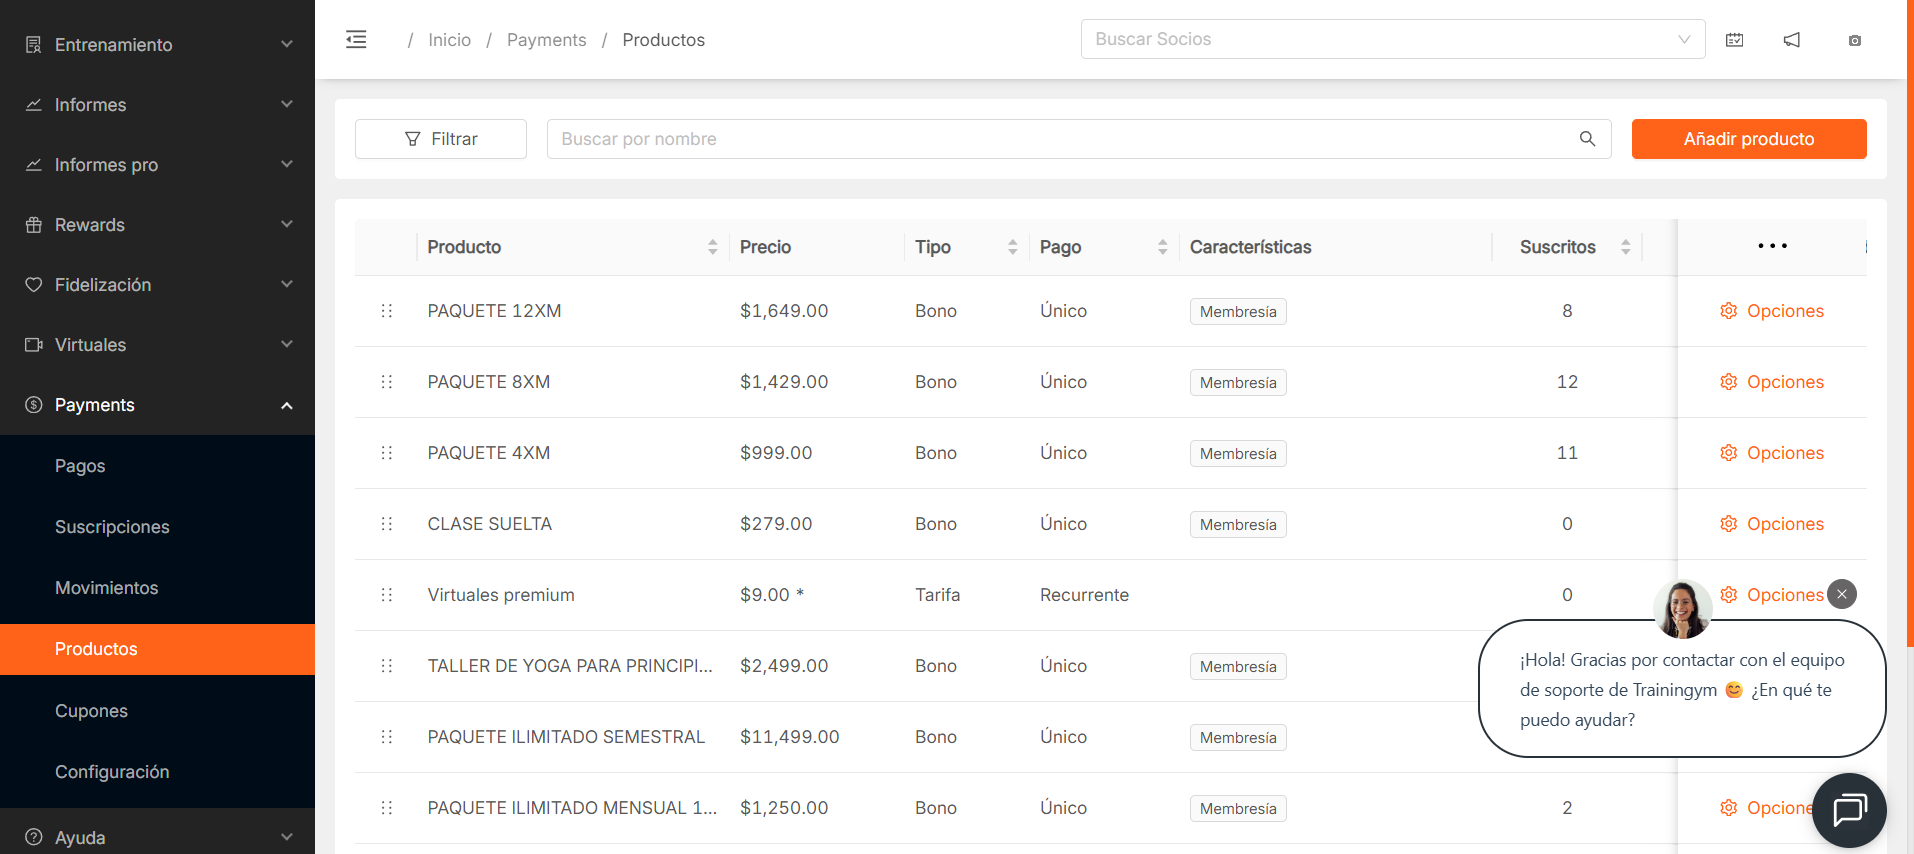 Entrenamiento
Informes
Informes pro
Rewards
Fidelización
Virtuales
Payments
Pagos
Suscripciones
Movimientos
Productos
Cupones
Configuración
Ayuda
/ Inicio / Payments / Productos
Buscar Socios
Filtrar
Buscar por nombre
Añadir producto
Producto Precio Tipo Pago Características Suscritos •••
PAQUETE 12XM $1,649.00 Bono Único Membresía 8 Opciones
PAQUETE 8XM $1,429.00 Bono Único Membresía 12 Opciones
PAQUETE 4XM $999.00 Bono Único Membresía 11 Opciones
CLASE SUELTA $279.00 Bono Único Membresía 0 Opciones
Virtuales premium $9.00 * Tarifa Recurrente 0 Opciones
TALLER DE YOGA PARA PRINCIPI... $2,499.00 Bono Único Membresía
PAQUETE ILIMITADO SEMESTRAL $11,499.00 Bono Único Membresía
PAQUETE ILIMITADO MENSUAL 1... $1,250.00 Bono Único Membresía 2 Opcione
¡Hola! Gracias por contactar con el equipo
de soporte de Trainingym 😊 ¿En qué te
puedo ayudar?